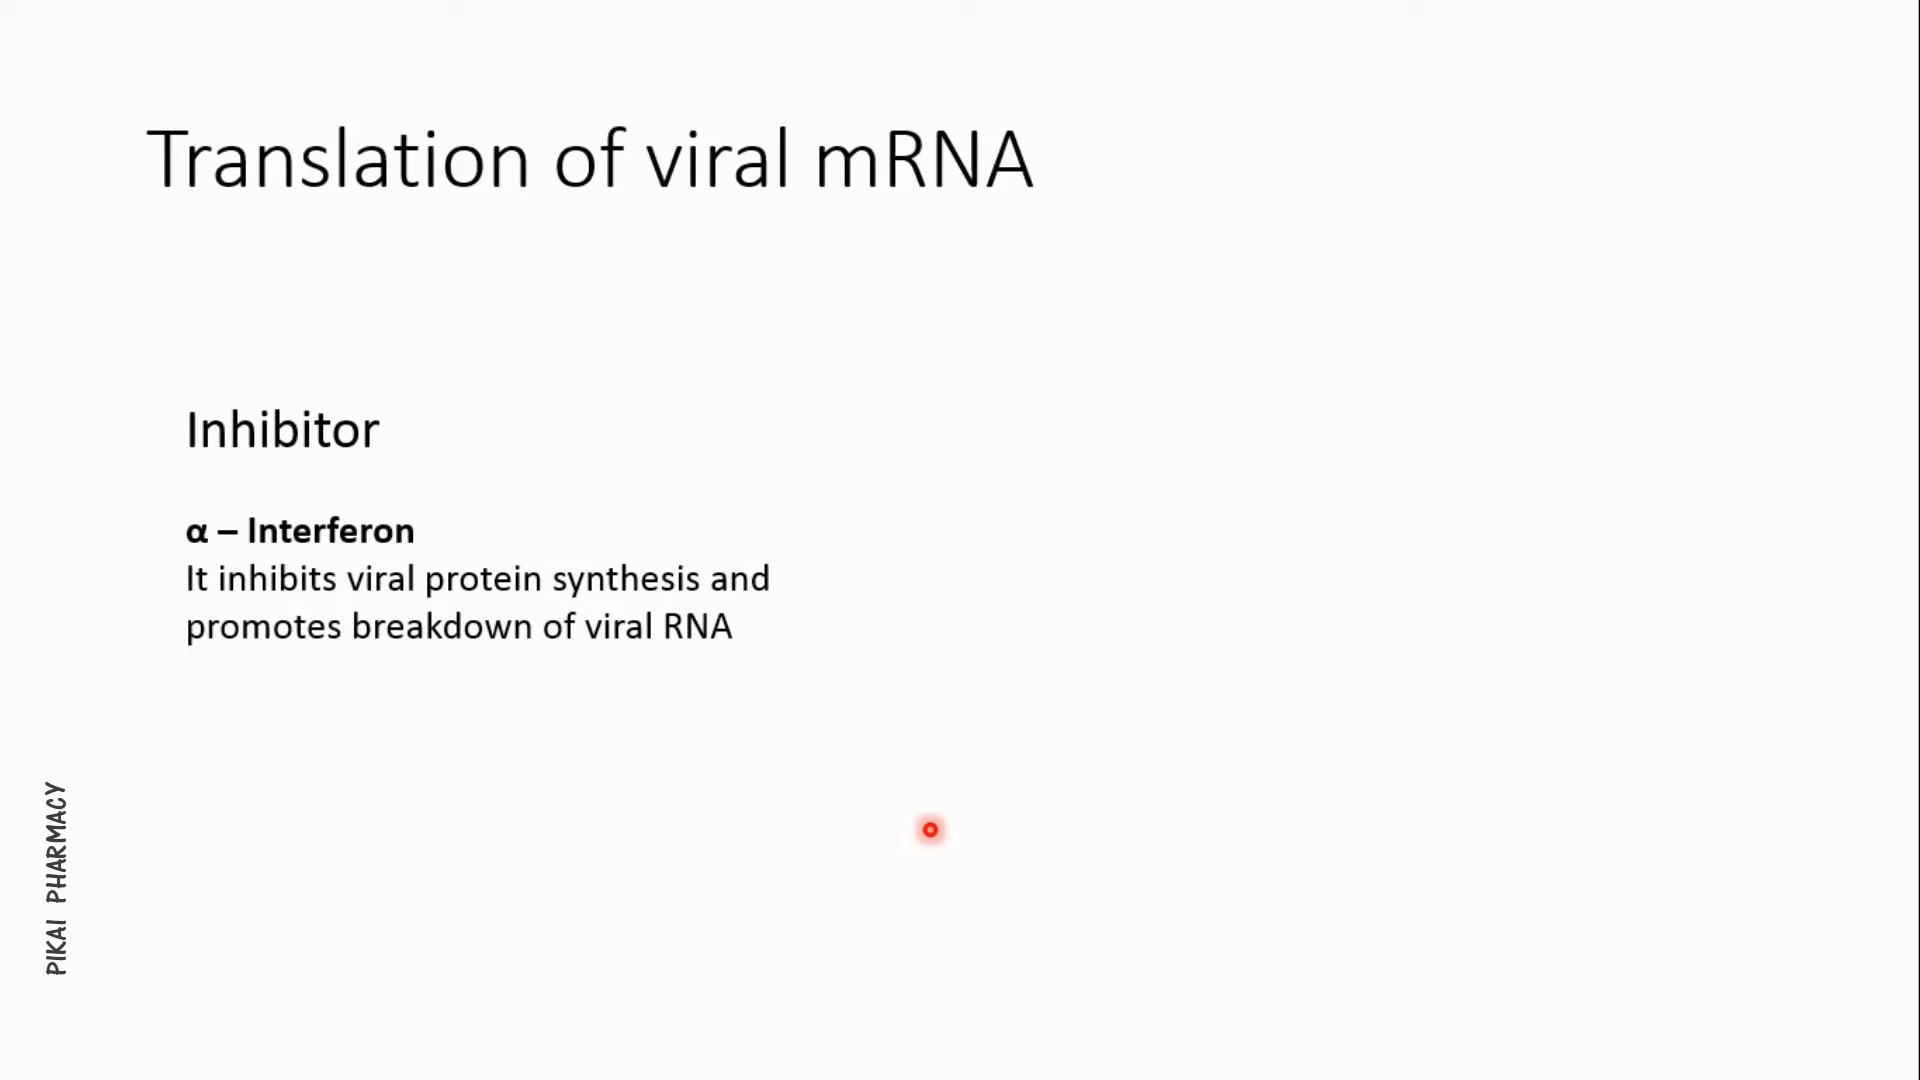 Translation of viral mRNA
Inhibitor
α – Interferon
It inhibits viral protein synthesis and
promotes breakdown of viral RNA
PIKAI PHARMACY